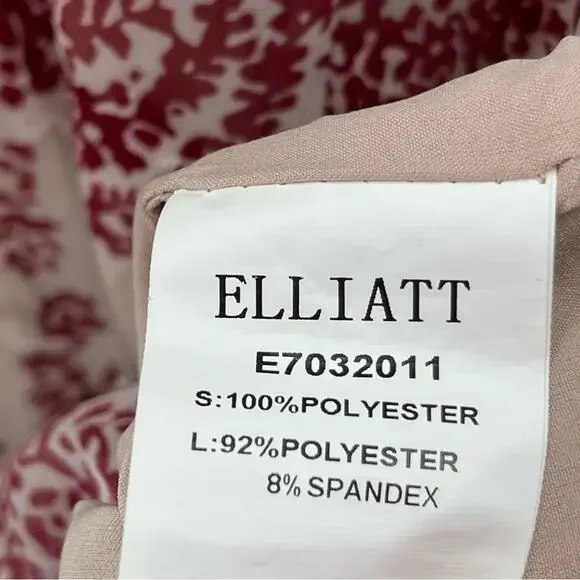 ELLIATT
E7032011
S:100%POLYESTER
L:92%POLYESTER
8% SPANDEX